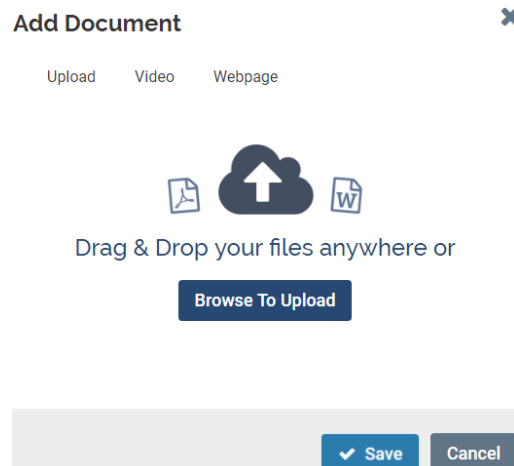 Add Document
Upload Video Webpage
W
Drag & Drop your files anywhere or
Browse To Upload
Save Cancel